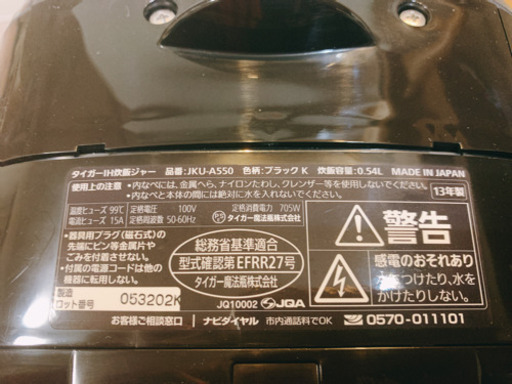 タイガーIH炊飯ジャー 品番:JKU-A550 色柄:ブラック K 炊飯容量:0.54L MADE IN JAPAN
使用上の注意 •内なべには、金属へら、ナイロンたわし、クレンザー等を使用しないでください。
•内なべと本体の間には絶対に水を入れないでください。
13年製
温度ヒューズ 99℃ 定格電圧 100V 定格消費電力 705W
電流ヒューズ 15A 定格周波数 50-60Hz タイガー魔法瓶株式会社
•器具用プラグ(磁石式)の先端にピン等金属片やごみを付着させないでください。
•付属の電源コードは他の機器に転用しない。
総務省基準適合
型式確認第EFRR27号
タイガー魔法瓶株式会社
警告
感電のおそれあり
水につけたり、水をかけたりしない。
製造ロット番号 053202K
JQ10002 JQA
お客様ご相談窓口 ナビダイヤル 市内通話料でOK 0570-011101